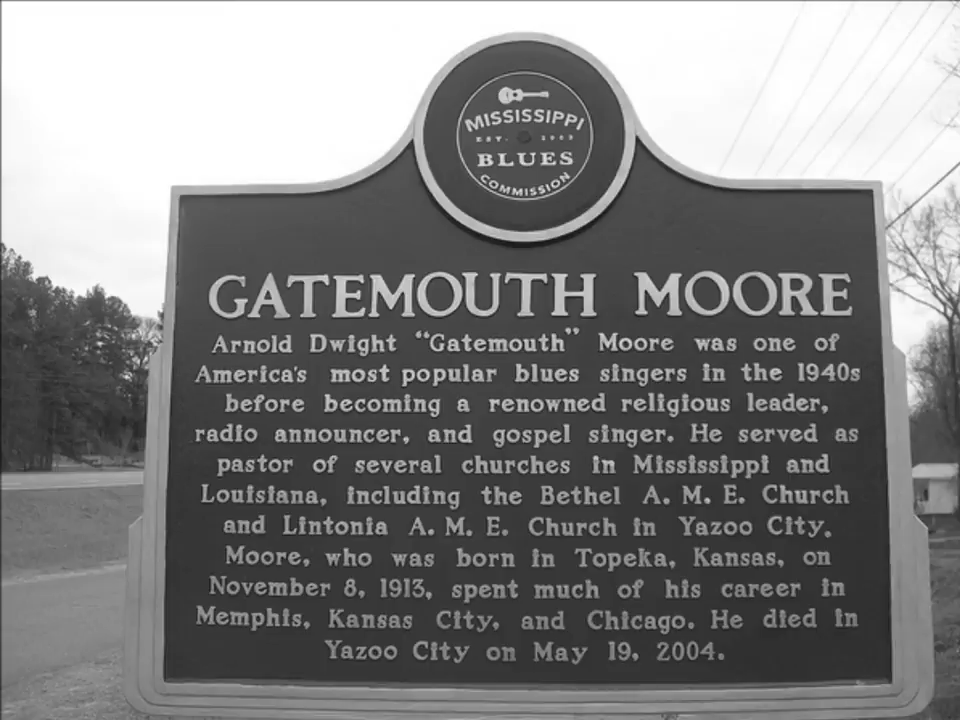 MISSISSIPPI
EST. 2003
BLUES
COMMISSION
GATEMOUTH MOORE
Arnold Dwight “Gatemouth” Moore was one of
America's most popular blues singers in the 1940s
before becoming a renowned religious leader,
radio announcer, and gospel singer. He served as
pastor of several churches in Mississippi and
Louisiana, including the Bethel A. M. E. Church
and Lintonia A. M. E. Church in Yazoo City.
Moore, who was born in Topeka, Kansas, on
November 8, 1913, spent much of his career in
Memphis, Kansas City, and Chicago. He died in
Yazoo City on May 19, 2004.